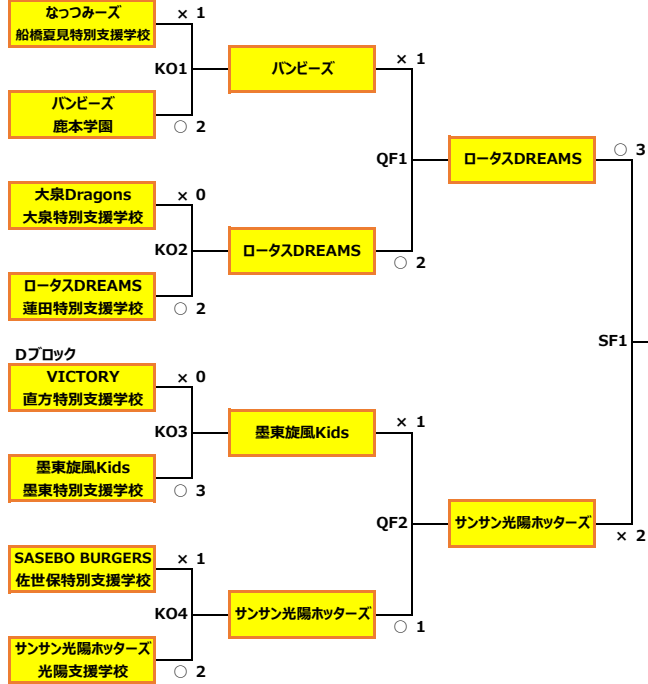 なっつみーズ
船橋夏見特別支援学校
× 1
KO1
バンビーズ
× 1
バンビーズ
鹿本学園
○ 2
QF1
ロータスDREAMS
○ 3
大泉Dragons
大泉特別支援学校
× 0
KO2
ロータスDREAMS
○ 2
ロータスDREAMS
蓮田特別支援学校
○ 2
SF1
Dブロック
VICTORY
直方特別支援学校
× 0
KO3
墨東旋風Kids
× 1
墨東旋風Kids
墨東特別支援学校
○ 3
QF2
サンサン光陽ホッターズ
× 2
SASEBO BURGERS
佐世保特別支援学校
× 1
KO4
サンサン光陽ホッターズ
○ 1
サンサン光陽ホッターズ
光陽支援学校
○ 2